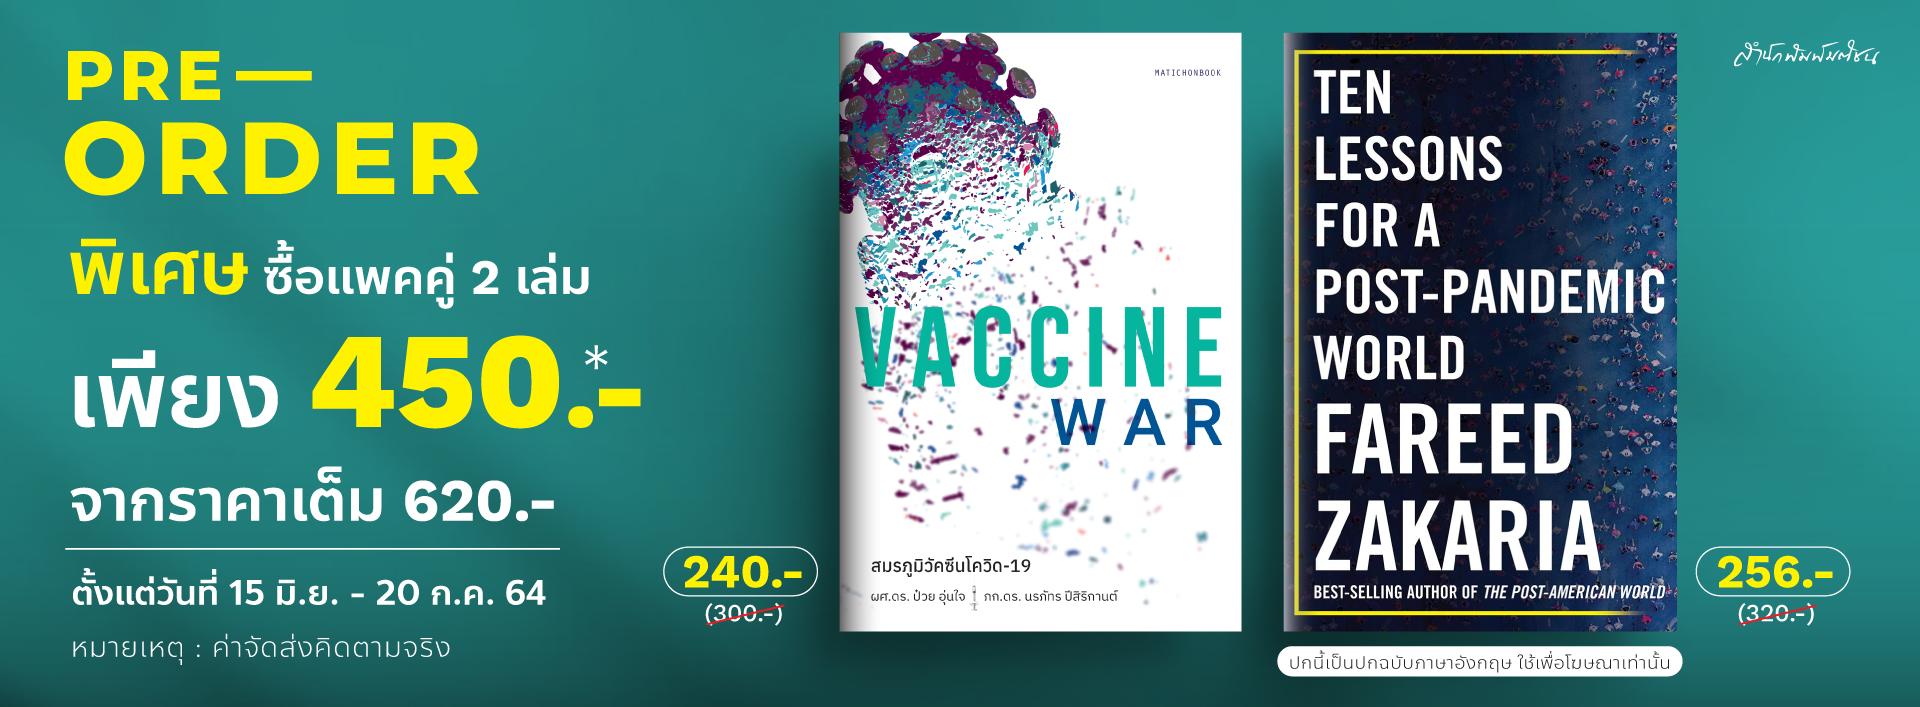 PRE—
ORDER
พิเศษ ซื้อแพคคู่ 2 เล่ม
เพียง 450.-*
จากราคาเต็ม 620.-
ตั้งแต่วันที่ 15 มิ.ย. - 20 ก.ค. 64
หมายเหตุ : ค่าจัดส่งคิดตามจริง
240.-
(300.-)
MATICHONBOOK
VACCINE
WAR
สมรภูมิวัคซีนโควิด-19
ผศ.ดร. ป๋วย อุ่นใจ
ภก.ดร. นรภัทร ปีสิริกานต์
TEN
LESSONS
FOR A
POST-PANDEMIC
WORLD
FAREED
ZAKARIA
BEST-SELLING AUTHOR OF THE POST-AMERICAN WORLD
ปกนี้เป็นปกฉบับภาษาอังกฤษ ใช้เพื่อโฆษณาเท่านั้น
สำนักพิมพ์มติชน
256.-
(320.-)